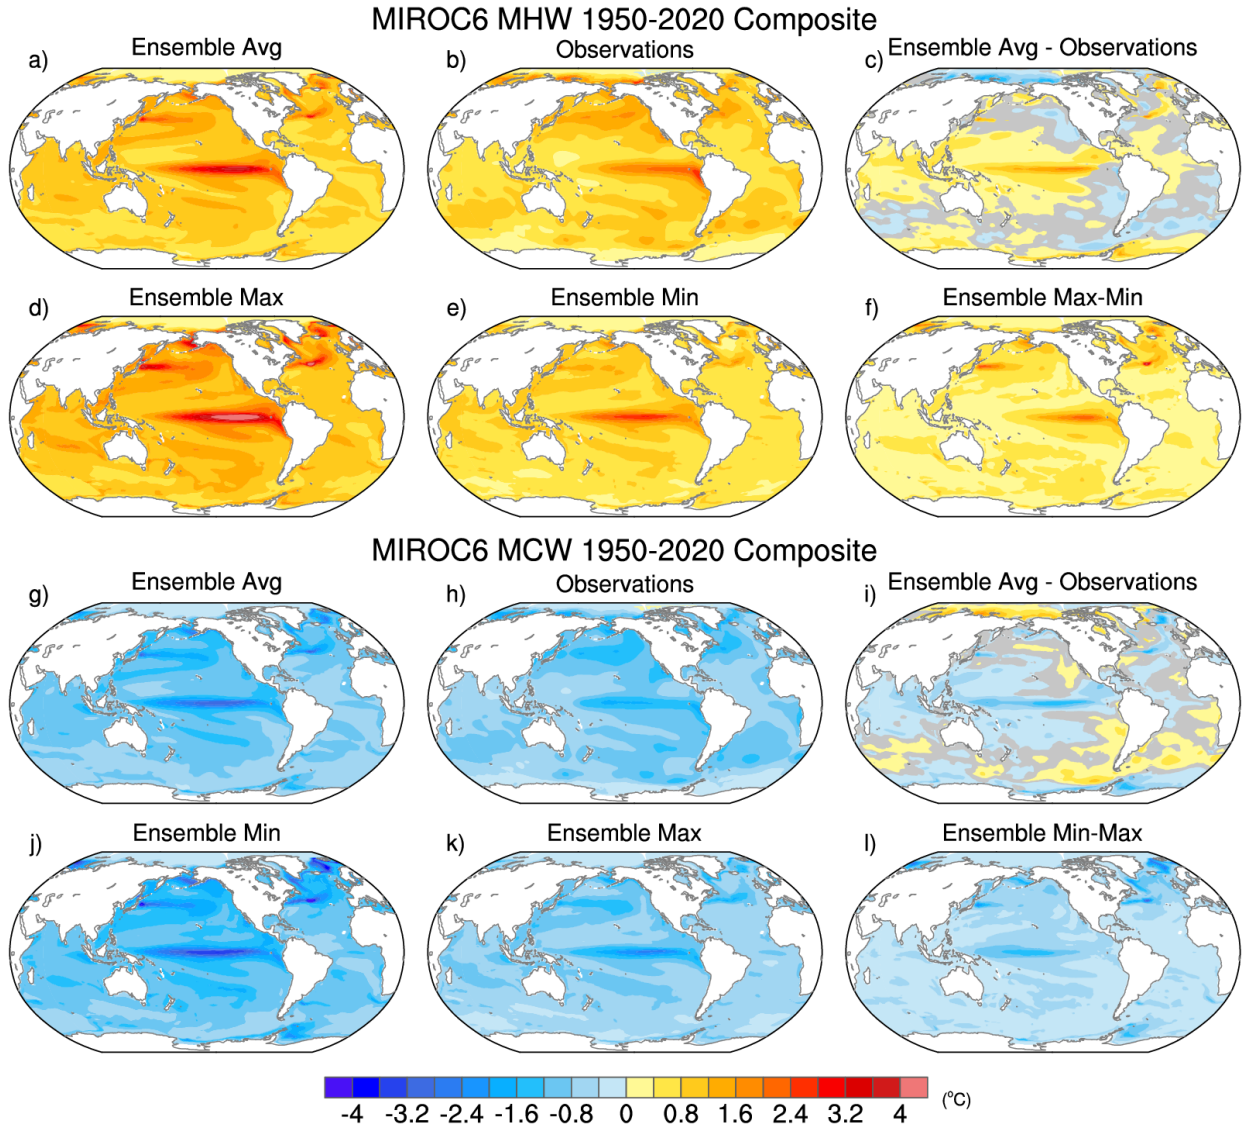 MIROC6 MHW 1950-2020 Composite
a) Ensemble Avg
b) Observations
c) Ensemble Avg - Observations
d) Ensemble Max
e) Ensemble Min
f) Ensemble Max-Min
MIROC6 MCW 1950-2020 Composite
g) Ensemble Avg
h) Observations
i) Ensemble Avg - Observations
j) Ensemble Min
k) Ensemble Max
l) Ensemble Min-Max
-4 -3.2 -2.4 -1.6 -0.8 0 0.8 1.6 2.4 3.2 4 (°C)